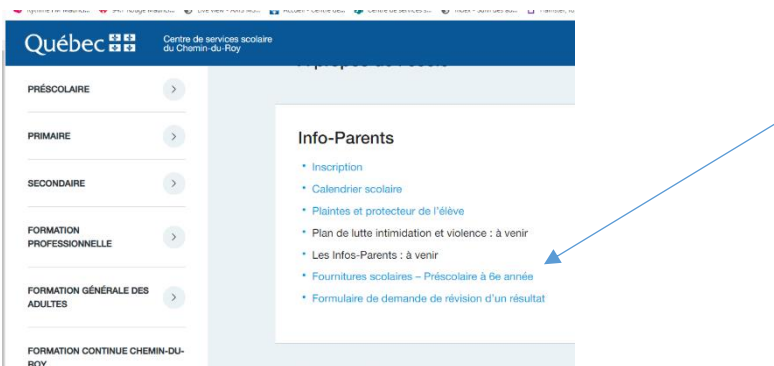 Québec
Centre de services scolaire
du Chemin-du-Roy
PRÉSCOLAIRE
PRIMAIRE
SECONDAIRE
FORMATION
PROFESSIONNELLE
FORMATION GÉNÉRALE DES
ADULTES
FORMATION CONTINUE CHEMIN-DU-
ROY
Info-Parents
Inscription
Calendrier scolaire
Plaintes et protecteur de l'élève
Plan de lutte intimidation et violence : à venir
Les Infos-Parents : à venir
Fournitures scolaires – Préscolaire à 6e année
Formulaire de demande de révision d'un résultat